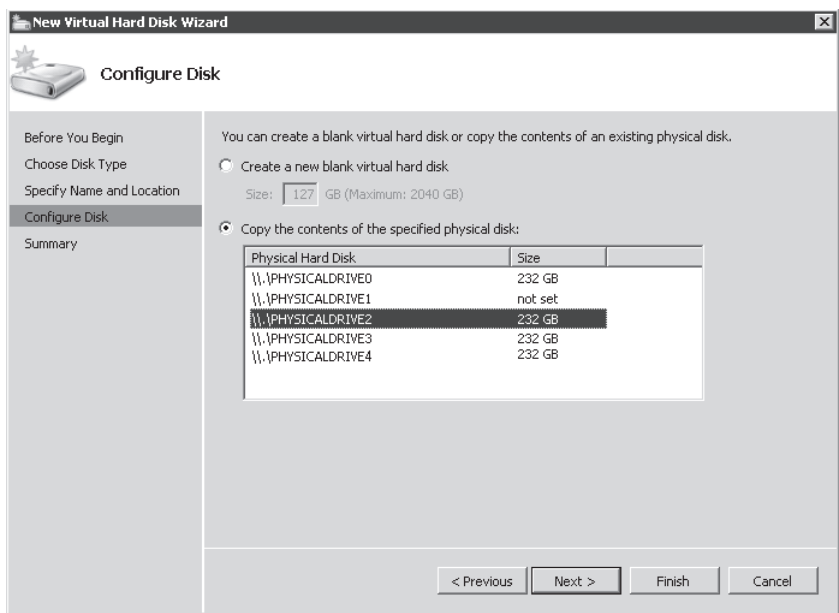 New Virtual Hard Disk Wizard
Configure Disk
Before You Begin
Choose Disk Type
Specify Name and Location
Configure Disk
Summary
You can create a blank virtual hard disk or copy the contents of an existing physical disk.
Create a new blank virtual hard disk
Size: 127 GB (Maximum: 2040 GB)
Copy the contents of the specified physical disk:
Physical Hard Disk Size
\\.\PHYSICALDRIVE0 232 GB
\\.\PHYSICALDRIVE1 not set
\\.\PHYSICALDRIVE2 232 GB
\\.\PHYSICALDRIVE3 232 GB
\\.\PHYSICALDRIVE4 232 GB
< Previous Next > Finish Cancel